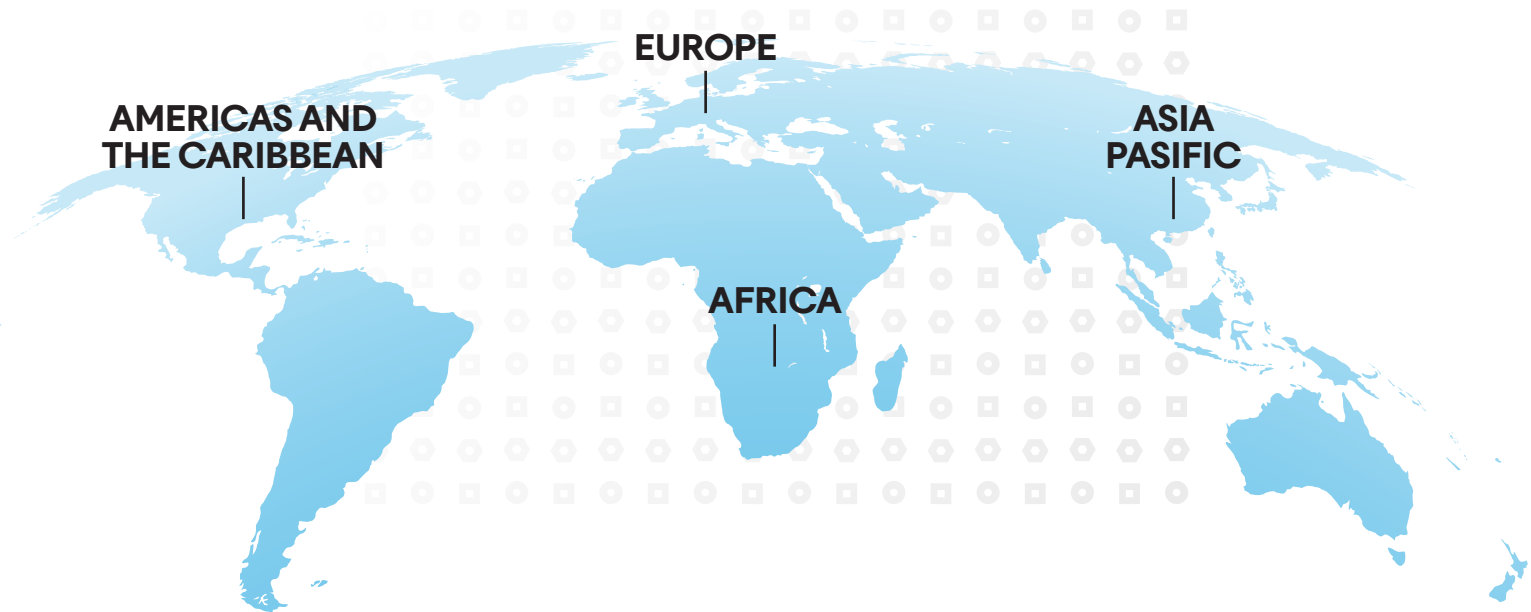 EUROPE
AMERICAS AND
THE CARIBBEAN
ASIA
PASIFIC
AFRICA